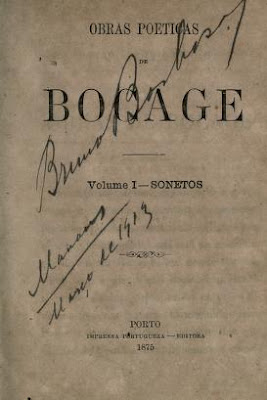 OBRAS POETICAS
DE
BOCAGE
Volume I—SONETOS
Bruno Barbosa
Manaus
Março de 1913
PORTO
IMPRENSA PORTUGUEZA—EDITORA
1875